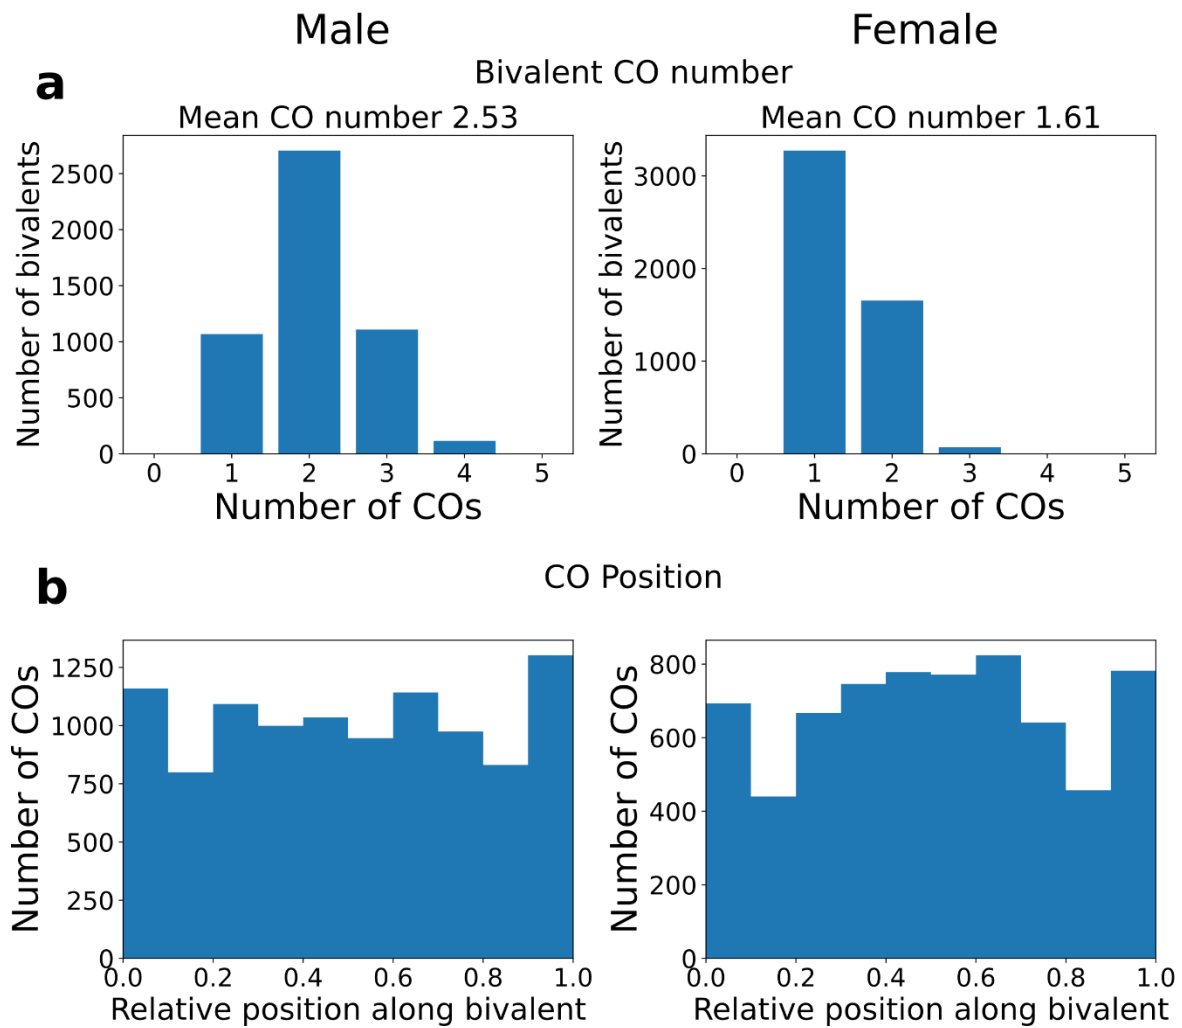 Male Female
a Bivalent CO number
Mean CO number 2.53 Mean CO number 1.61
Number of bivalents
2500
2000
1500
1000
500
0
0 1 2 3 4 5
Number of COs
Number of bivalents
3000
2000
1000
0
0 1 2 3 4 5
Number of COs
b CO Position
Number of COs
1250
1000
750
500
250
0
0.0 0.2 0.4 0.6 0.8 1.0
Relative position along bivalent
Number of COs
800
600
400
200
0
0.0 0.2 0.4 0.6 0.8 1.0
Relative position along bivalent